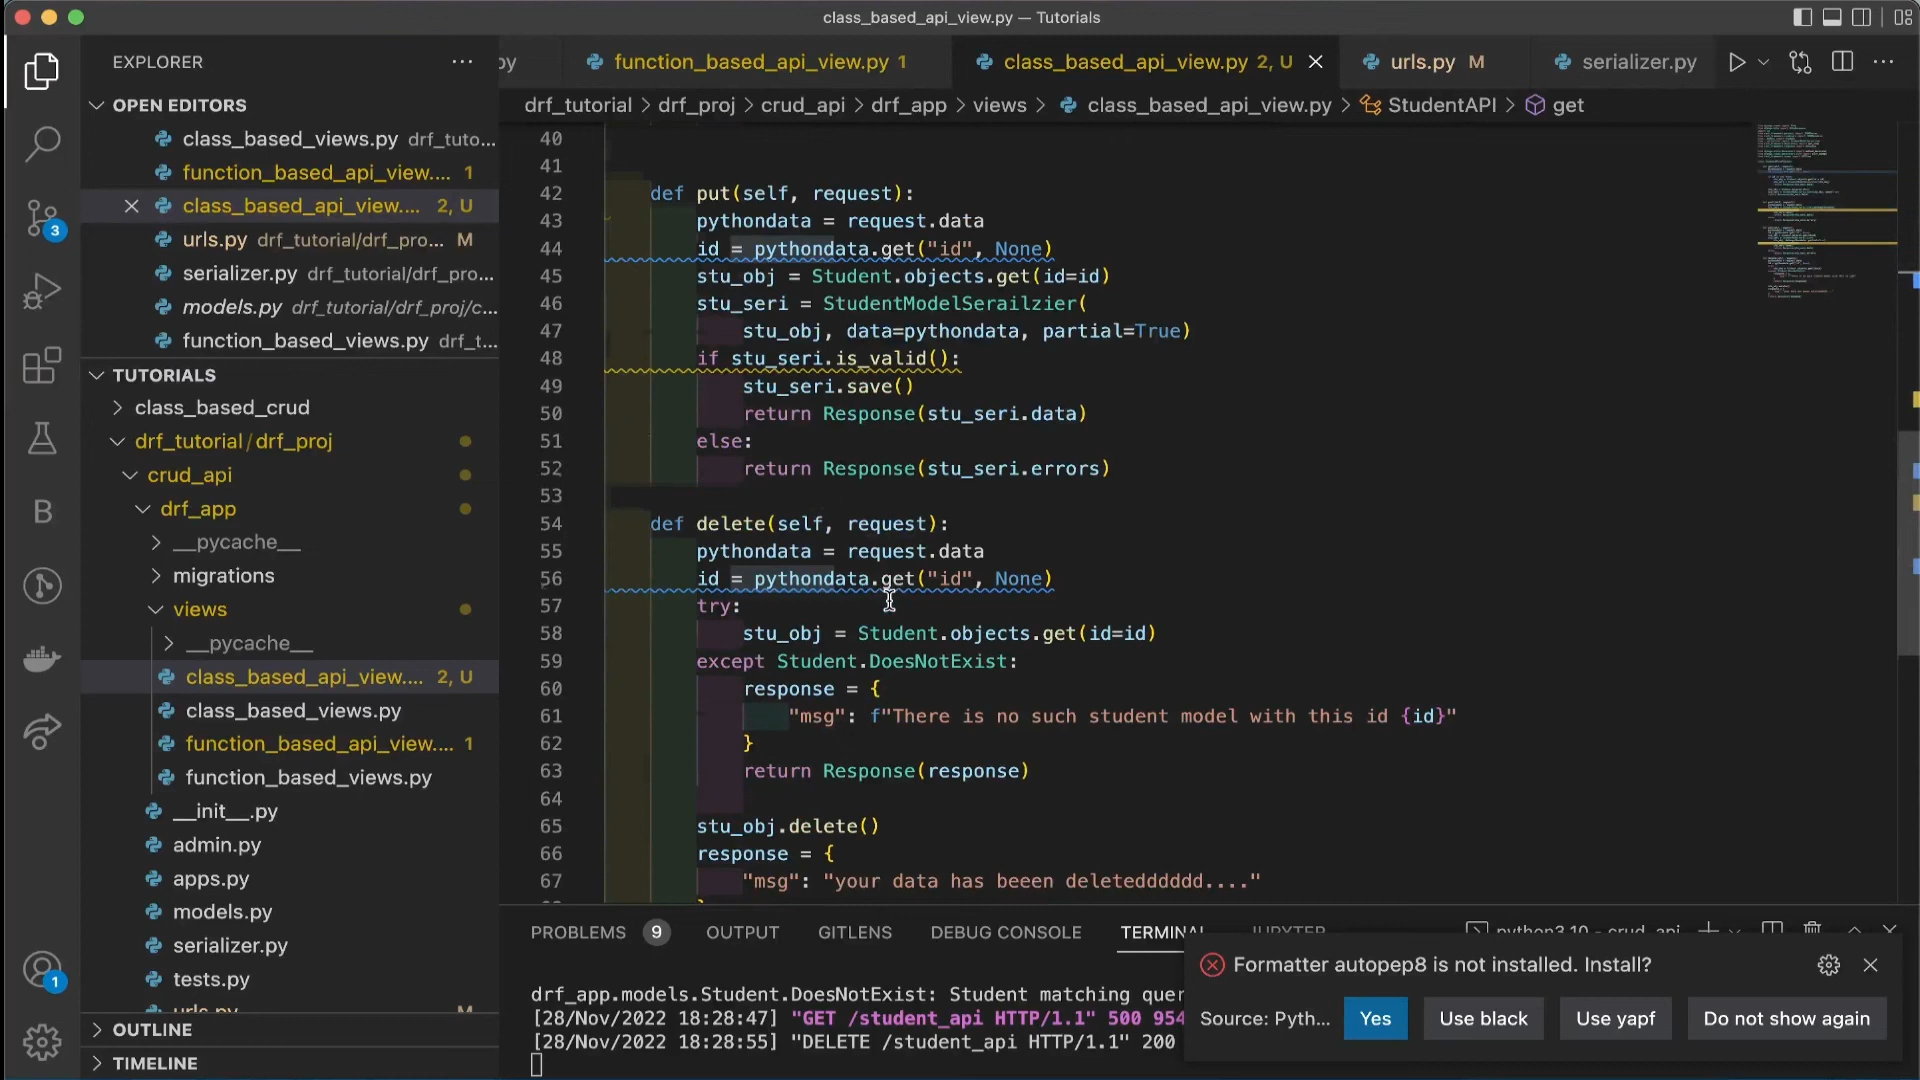 class_based_api_view.py — Tutorials
EXPLORER
OPEN EDITORS
class_based_views.py drf_tuto...
function_based_api_view.... 1
class_based_api_view.... 2, U
urls.py drf_tutorial/drf_pro... M
serializer.py drf_tutorial/drf_pro...
models.py drf_tutorial/drf_proj/c...
function_based_views.py drf_t...
TUTORIALS
class_based_crud
drf_tutorial/drf_proj
crud_api
drf_app
__pycache__
migrations
views
__pycache__
class_based_api_view.... 2, U
class_based_views.py
function_based_api_view.... 1
function_based_views.py
__init__.py
admin.py
apps.py
models.py
serializer.py
tests.py
urls.py M
OUTLINE
TIMELINE
3
1
py function_based_api_view.py 1 class_based_api_view.py 2, U urls.py M serializer.py
drf_tutorial > drf_proj > crud_api > drf_app > views > class_based_api_view.py > StudentAPI > get
40
41
42 def put(self, request):
43 pythondata = request.data
44 id = pythondata.get("id", None)
45 stu_obj = Student.objects.get(id=id)
46 stu_seri = StudentModelSerailzier(
47 stu_obj, data=pythondata, partial=True)
48 if stu_seri.is_valid():
49 stu_seri.save()
50 return Response(stu_seri.data)
51 else:
52 return Response(stu_seri.errors)
53
54 def delete(self, request):
55 pythondata = request.data
56 id = pythondata.get("id", None)
57 try:
58 stu_obj = Student.objects.get(id=id)
59 except Student.DoesNotExist:
60 response = {
61 "msg": f"There is no such student model with this id {id}"
62 }
63 return Response(response)
64
65 stu_obj.delete()
66 response = {
67 "msg": "your data has beeen deletedddddd...."
PROBLEMS 9 OUTPUT GITLENS DEBUG CONSOLE TERMINAL JUPYTER python3.10 - crud_api
drf_app.models.Student.DoesNotExist: Student matching quer
[28/Nov/2022 18:28:47] "GET /student_api HTTP/1.1" 500 954
[28/Nov/2022 18:28:55] "DELETE /student_api HTTP/1.1" 200
Formatter autopep8 is not installed. Install?
Source: Pyth... Yes Use black Use yapf Do not show again